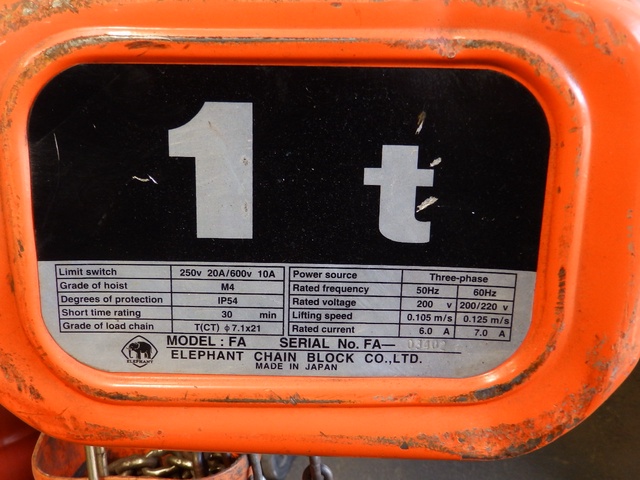 1 t
Limit switch 250v 20A/600v 10A
Grade of hoist M4
Degrees of protection IP54
Short time rating 30 min
Grade of load chain T(CT) ϕ7.1x21
Power source Three-phase
Rated frequency 50Hz 60Hz
Rated voltage 200 v 200/220 v
Lifting speed 0.105 m/s 0.125 m/s
Rated current 6.0 A 7.0 A
MODEL : FA SERIAL No. FA—
ELEPHANT
ELEPHANT CHAIN BLOCK CO.,LTD.
MADE IN JAPAN